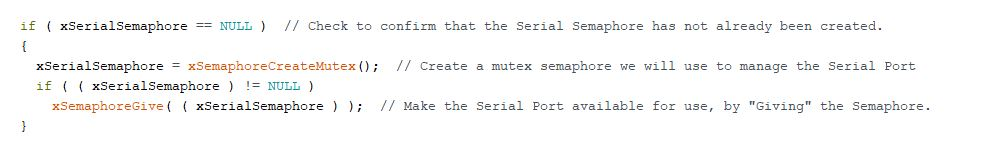 if ( xSerialSemaphore == NULL )  // Check to confirm that the Serial Semaphore has not already been created.
{
  xSerialSemaphore = xSemaphoreCreateMutex();  // Create a mutex semaphore we will use to manage the Serial Port
  if ( ( xSerialSemaphore ) != NULL )
    xSemaphoreGive( ( xSerialSemaphore ) );  // Make the Serial Port available for use, by "Giving" the Semaphore.
}